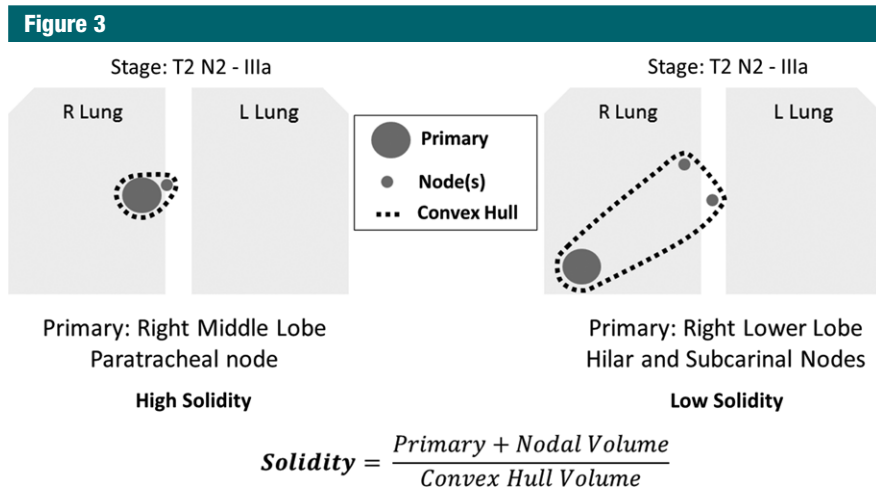 Figure 3
Stage: T2 N2 - IIIa
R Lung
L Lung
Primary: Right Middle Lobe
Paratracheal node
High Solidity
Primary
Node(s)
Convex Hull
Stage: T2 N2 - IIIa
R Lung
L Lung
Primary: Right Lower Lobe
Hilar and Subcarinal Nodes
Low Solidity
Solidity = Primary + Nodal Volume / Convex Hull Volume